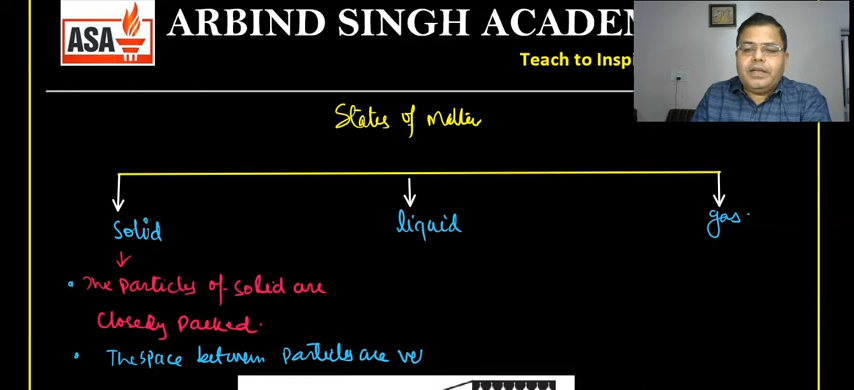 ASA
ARBIND SINGH ACADEM
Teach to Inspi
States of Matter
Solid
liquid
gas.
• The particles of solid are
Closely packed.
• The space between particles are ve